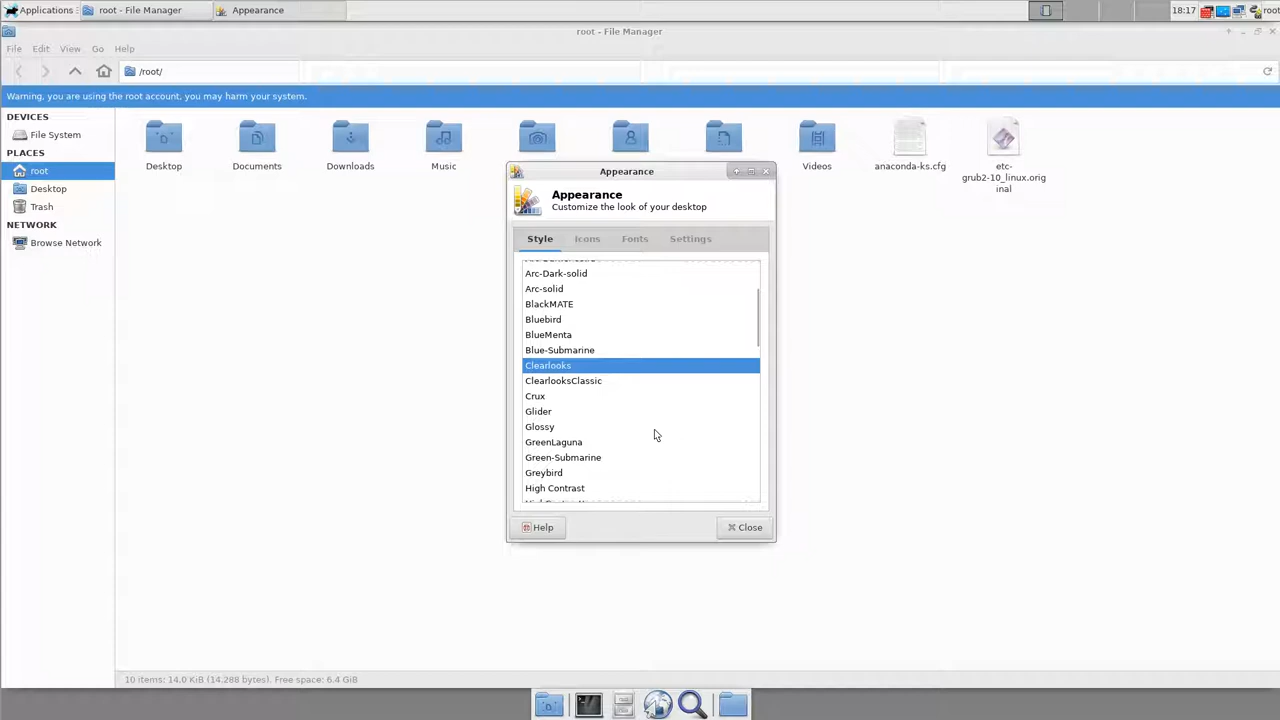 Applications
root - File Manager
Appearance
18:17
root
root - File Manager
File Edit View Go Help
/root/
Warning, you are using the root account, you may harm your system.
DEVICES
File System
PLACES
root
Desktop
Trash
NETWORK
Browse Network
Desktop
Documents
Downloads
Music
Videos
anaconda-ks.cfg
etc-
grub2-10_linux.origi
nal
Appearance
Appearance
Customize the look of your desktop
Style Icons Fonts Settings
Arc-Dark-solid
Arc-solid
BlackMATE
Bluebird
BlueMenta
Blue-Submarine
Clearlooks
ClearlooksClassic
Crux
Glider
Glossy
GreenLaguna
Green-Submarine
Greybird
High Contrast
Help
Close
10 items: 14.0 KiB (14.288 bytes). Free space: 6.4 GiB